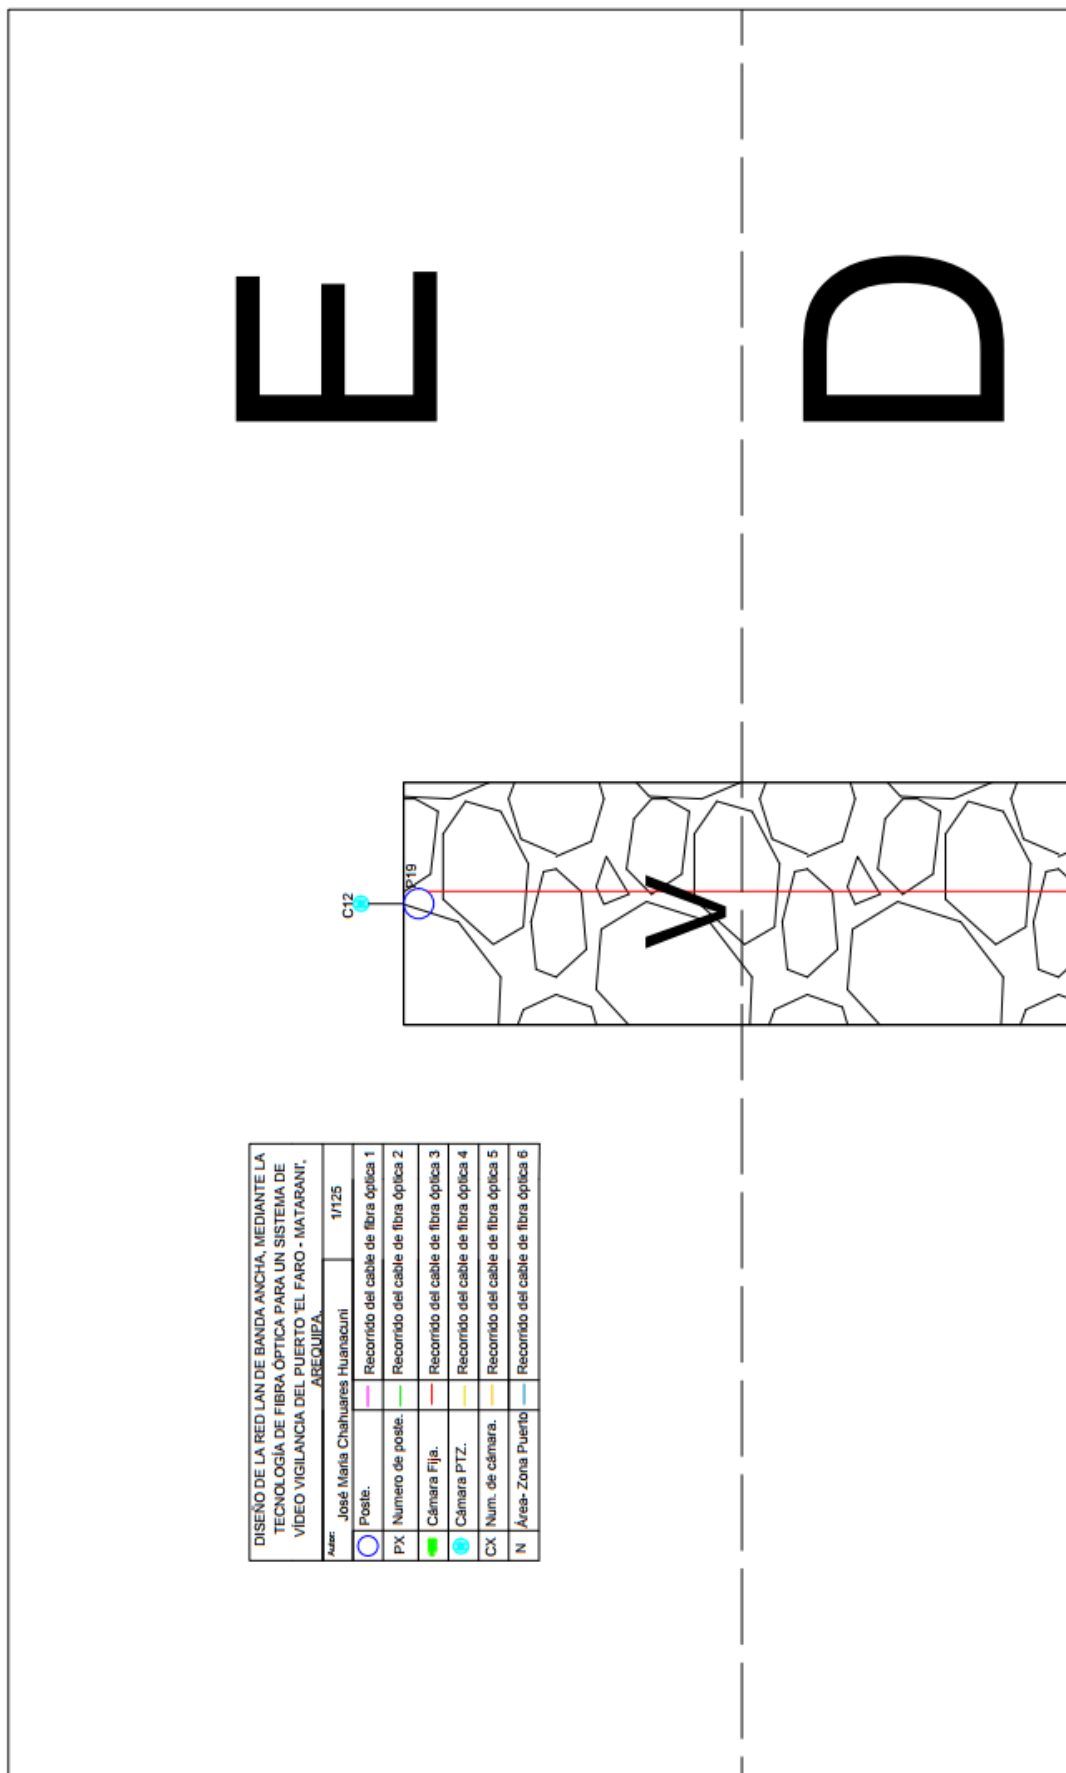 E
D
C12
P19
V
DISEÑO DE LA RED LAN DE BANDA ANCHA, MEDIANTE LA
TECNOLOGÍA DE FIBRA ÓPTICA PARA UN SISTEMA DE
VÍDEO VIGILANCIA DEL PUERTO "EL FARO - MATARANI",
AREQUIPA.
Autor:
José María Chahuares Huanacuni
1/125
Poste.
Recorrido del cable de fibra óptica 1
PX Numero de poste.
Recorrido del cable de fibra óptica 2
Cámara Fija.
Recorrido del cable de fibra óptica 3
Cámara PTZ.
Recorrido del cable de fibra óptica 4
CX Num. de cámara.
Recorrido del cable de fibra óptica 5
N Área- Zona Puerto
Recorrido del cable de fibra óptica 6